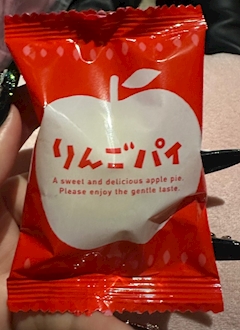 りんごパイ
A sweet and delicious apple pie.
Please enjoy the gentle taste.